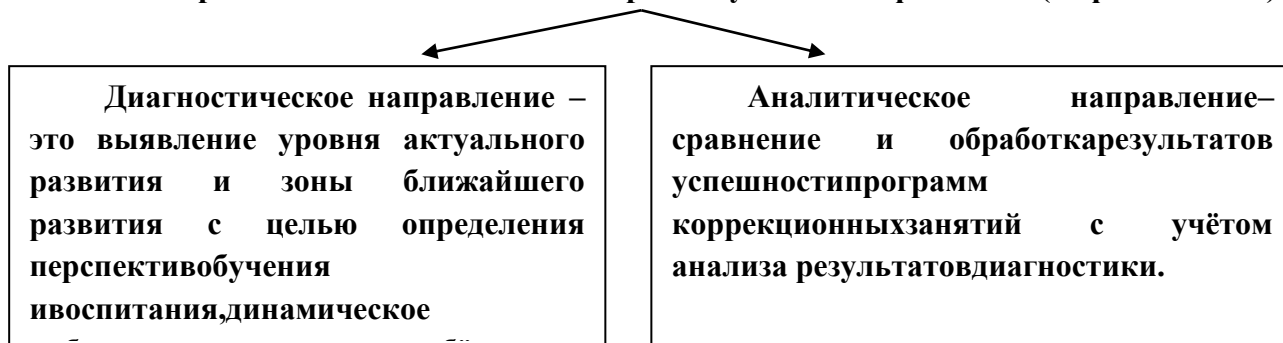 Диагностическое направление –
это выявление уровня актуального
развития и зоны ближайшего
развития с целью определения
перспективобучения
ивоспитания,динамическое
Аналитическое направление–
сравнение и обработкарезультатов
успешностипрограмм
коррекционныхзанятий с учётом
анализа результатовдиагностики.